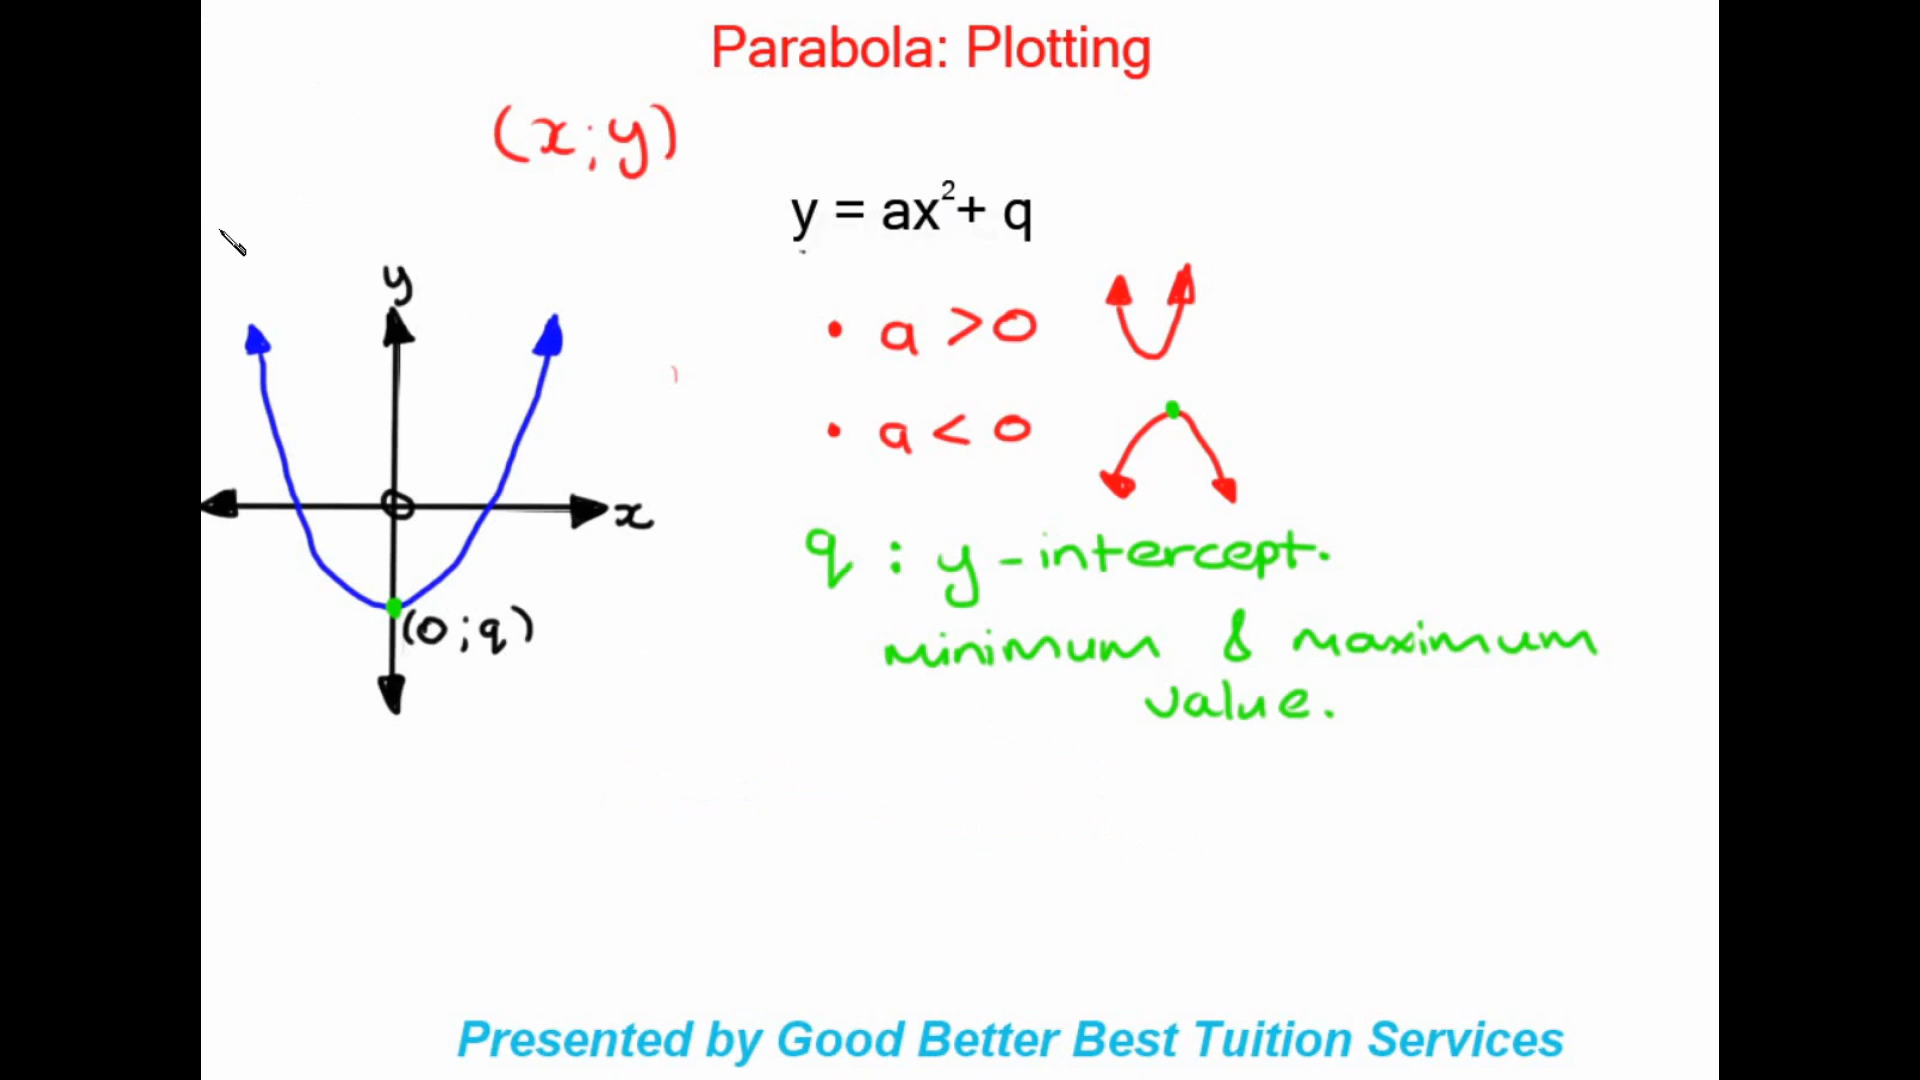 Parabola: Plotting
(x;y)
y = ax²+ q
y
• a >0
• a < 0
x
q : y-intercept.
(0;q)
minimum & maximum
value.
Presented by Good Better Best Tuition Services